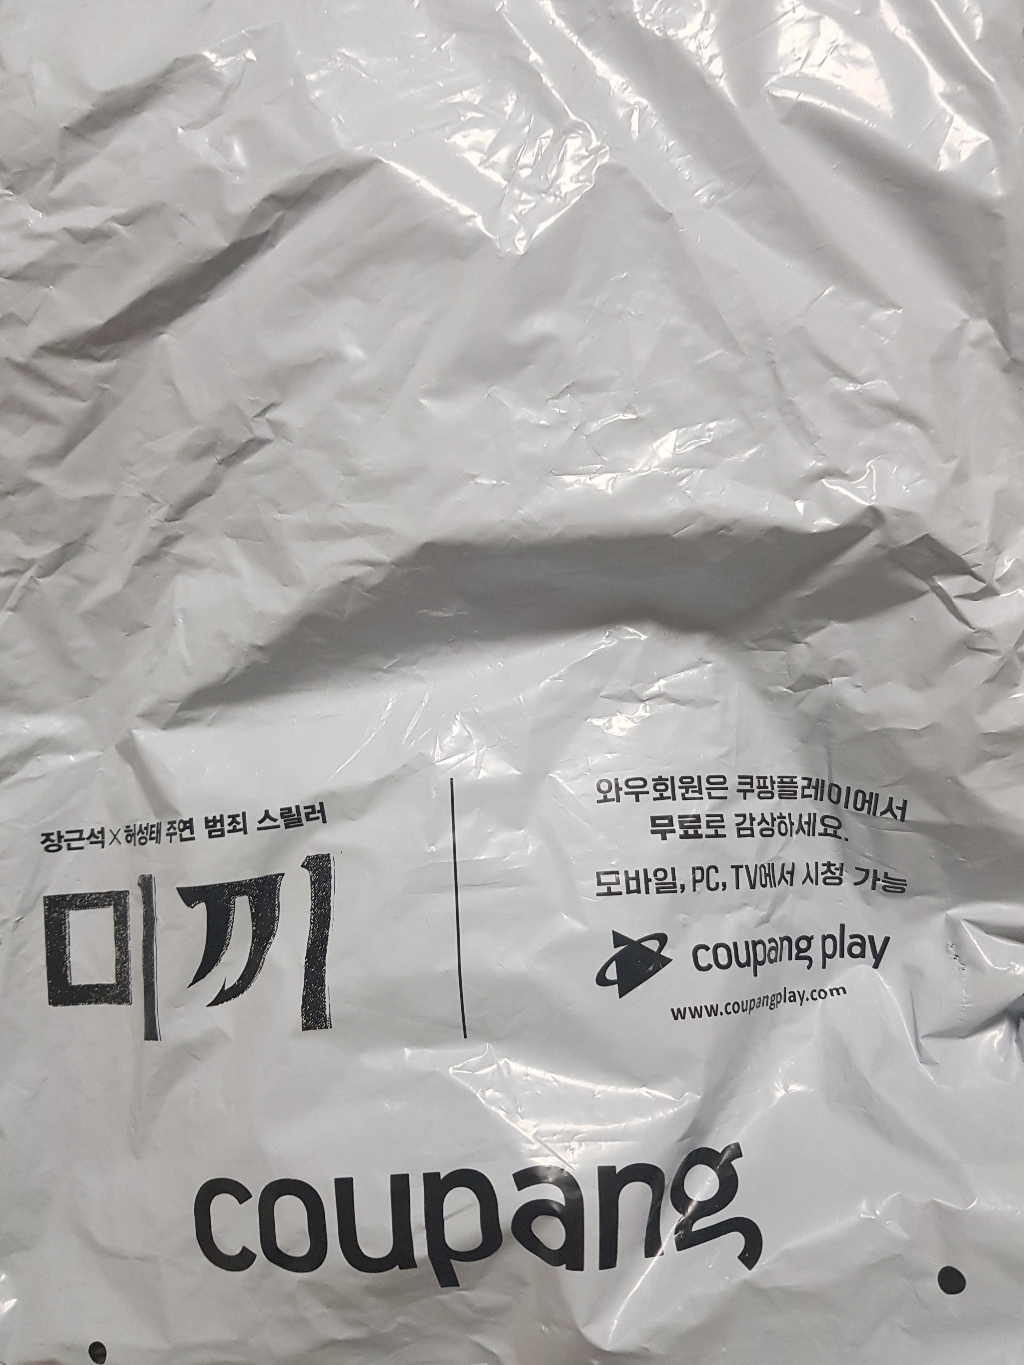 장근석×허성태 주연 범죄 스릴러
미끼
와우회원은 쿠팡플레이에서
무료로 감상하세요.
모바일, PC, TV에서 시청 가능
coupang play
www.coupangplay.com
coupang